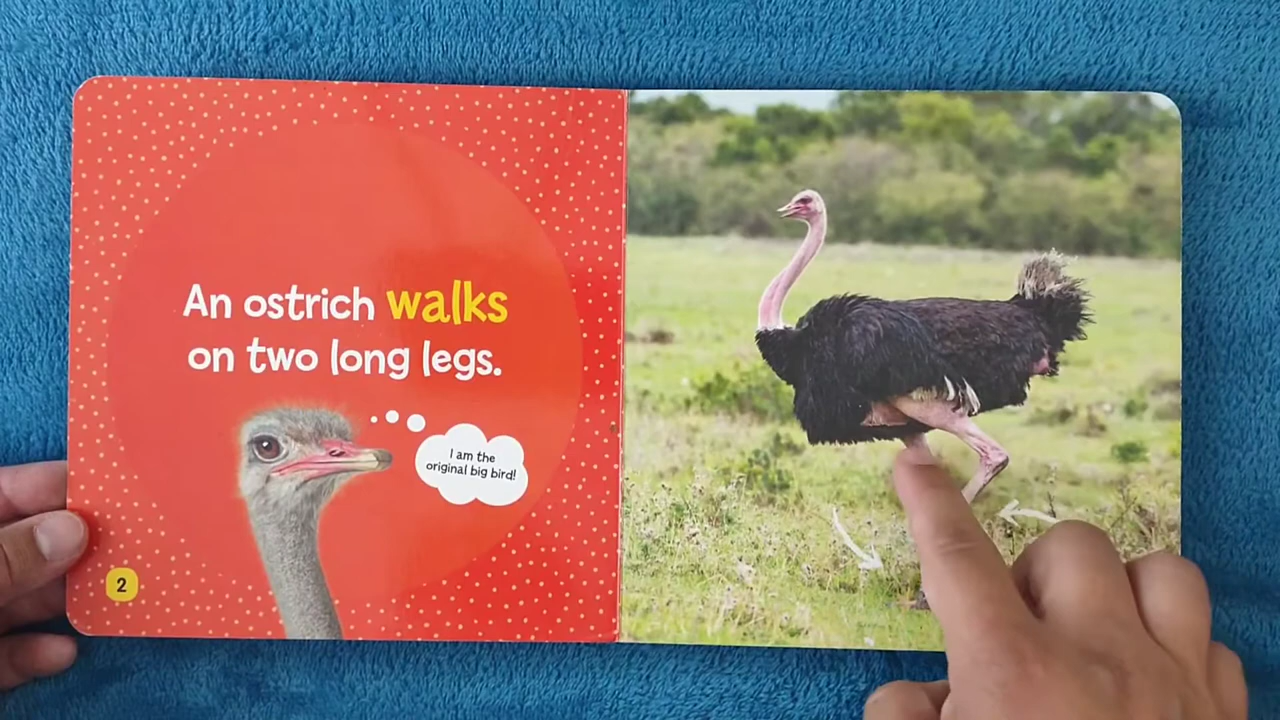 An ostrich walks
on two long legs.
I am the
original big bird!
2